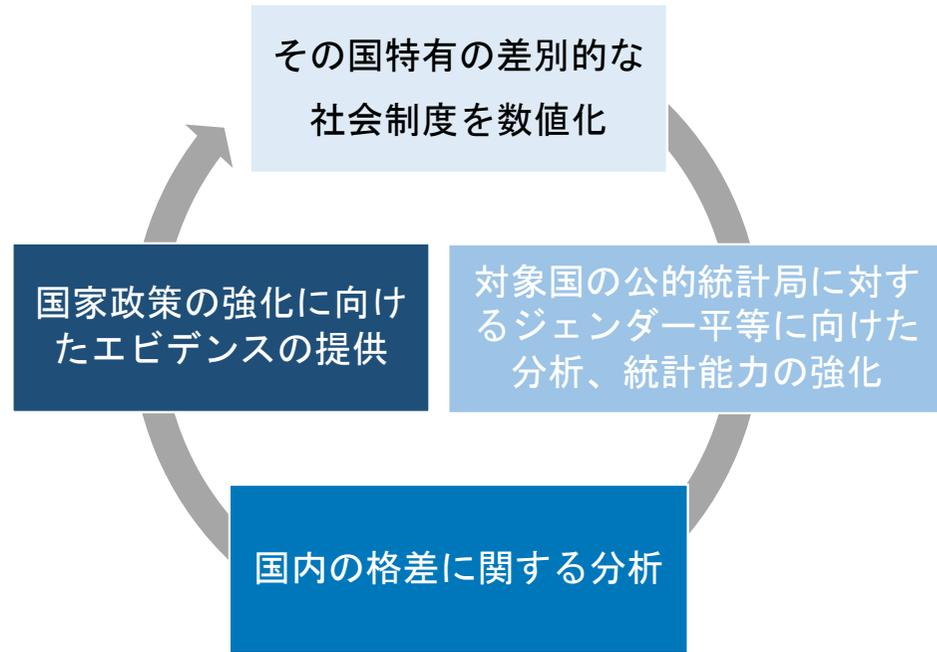 その国特有の差別的な
社会制度を数値化
国家政策の強化に向け
たエビデンスの提供
対象国の公的統計局に対す
るジェンダー平等に向けた
分析、統計能力の強化
国内の格差に関する分析